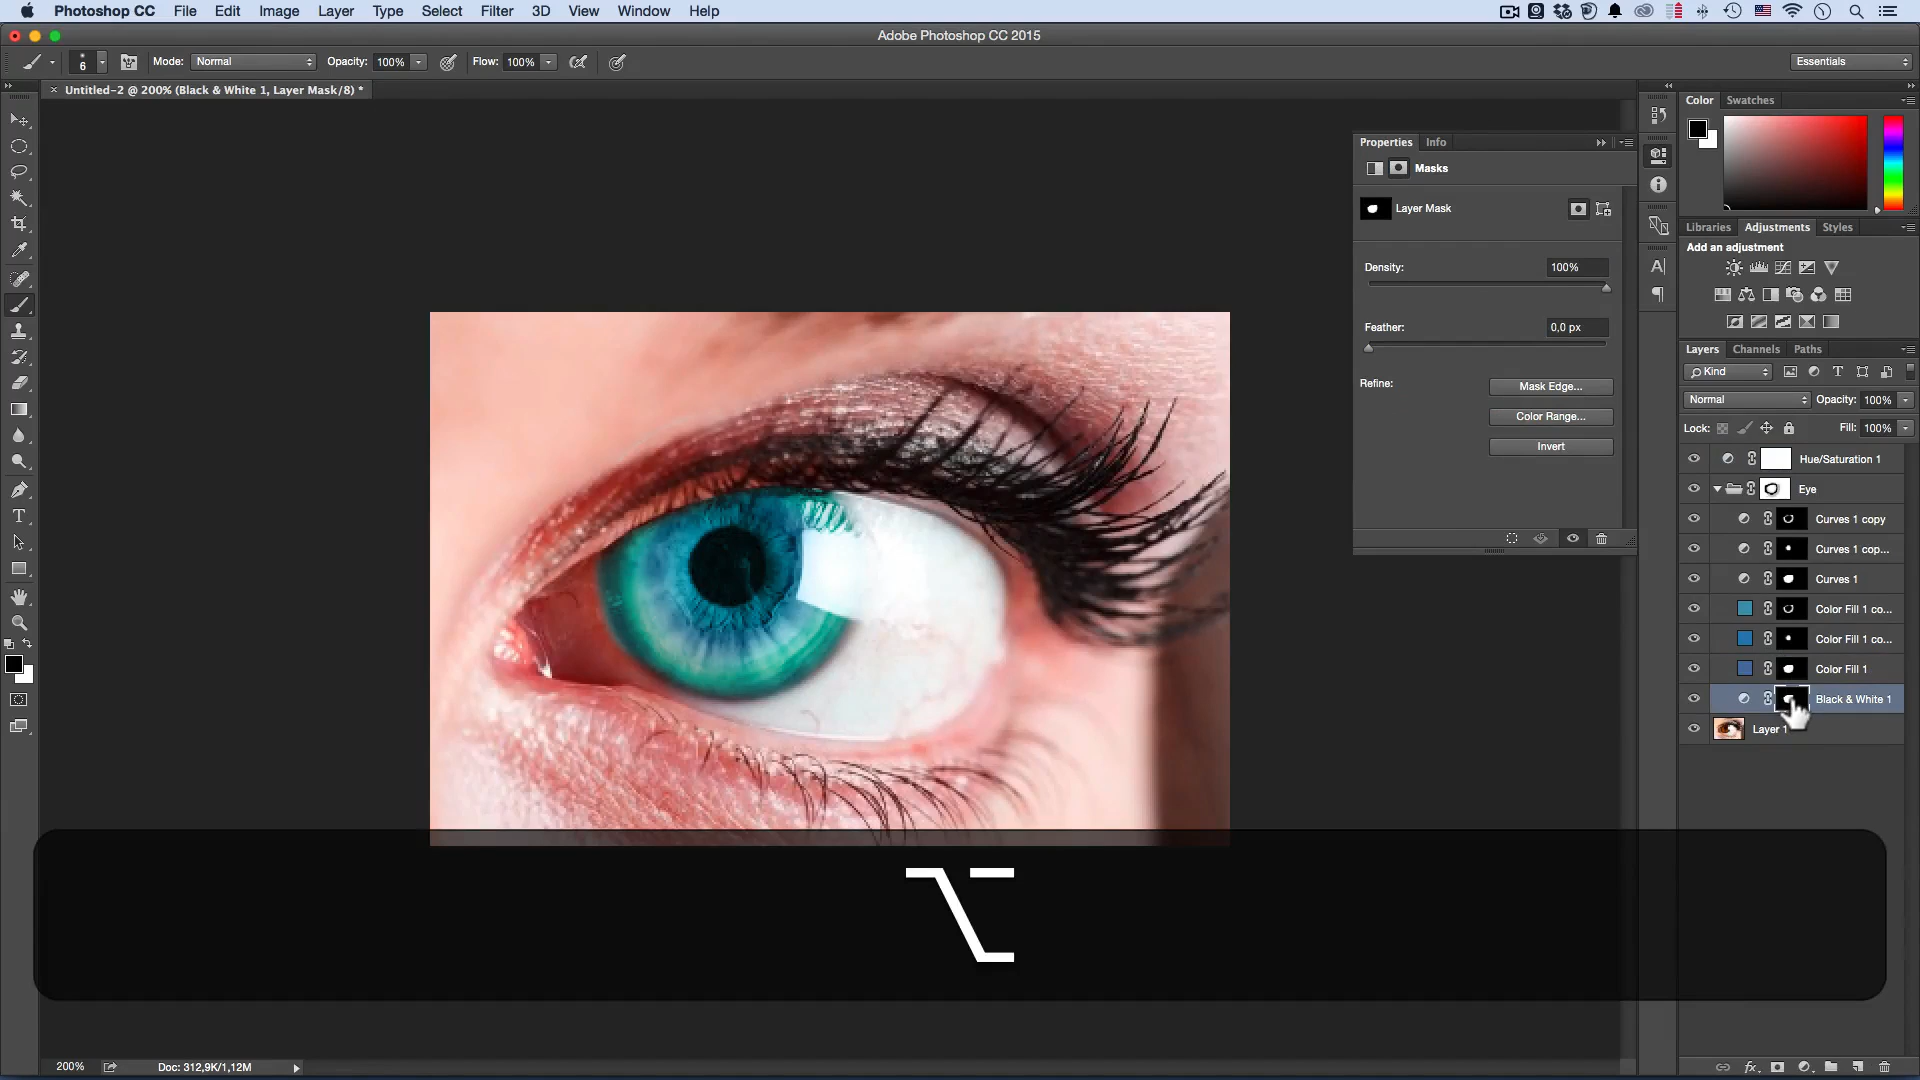 Photoshop CC File Edit Image Layer Type Select Filter 3D View Window Help
Adobe Photoshop CC 2015
6 Mode: Normal Opacity: 100% Flow: 100% Essentials
× Untitled-2 @ 200% (Black & White 1, Layer Mask/8) *
Color Swatches
Properties Info
Masks
Layer Mask
Density: 100%
Feather: 0,0 px
Refine: Mask Edge...
Color Range...
Invert
Libraries Adjustments Styles
Add an adjustment
Layers Channels Paths
Kind
Normal Opacity: 100%
Lock: Fill: 100%
Hue/Saturation 1
Eye
Curves 1 copy
Curves 1 cop...
Curves 1
Color Fill 1 co...
Color Fill 1 co...
Color Fill 1
Black & White 1
Layer 1
⌥
200% Doc: 312,9K/1,12M